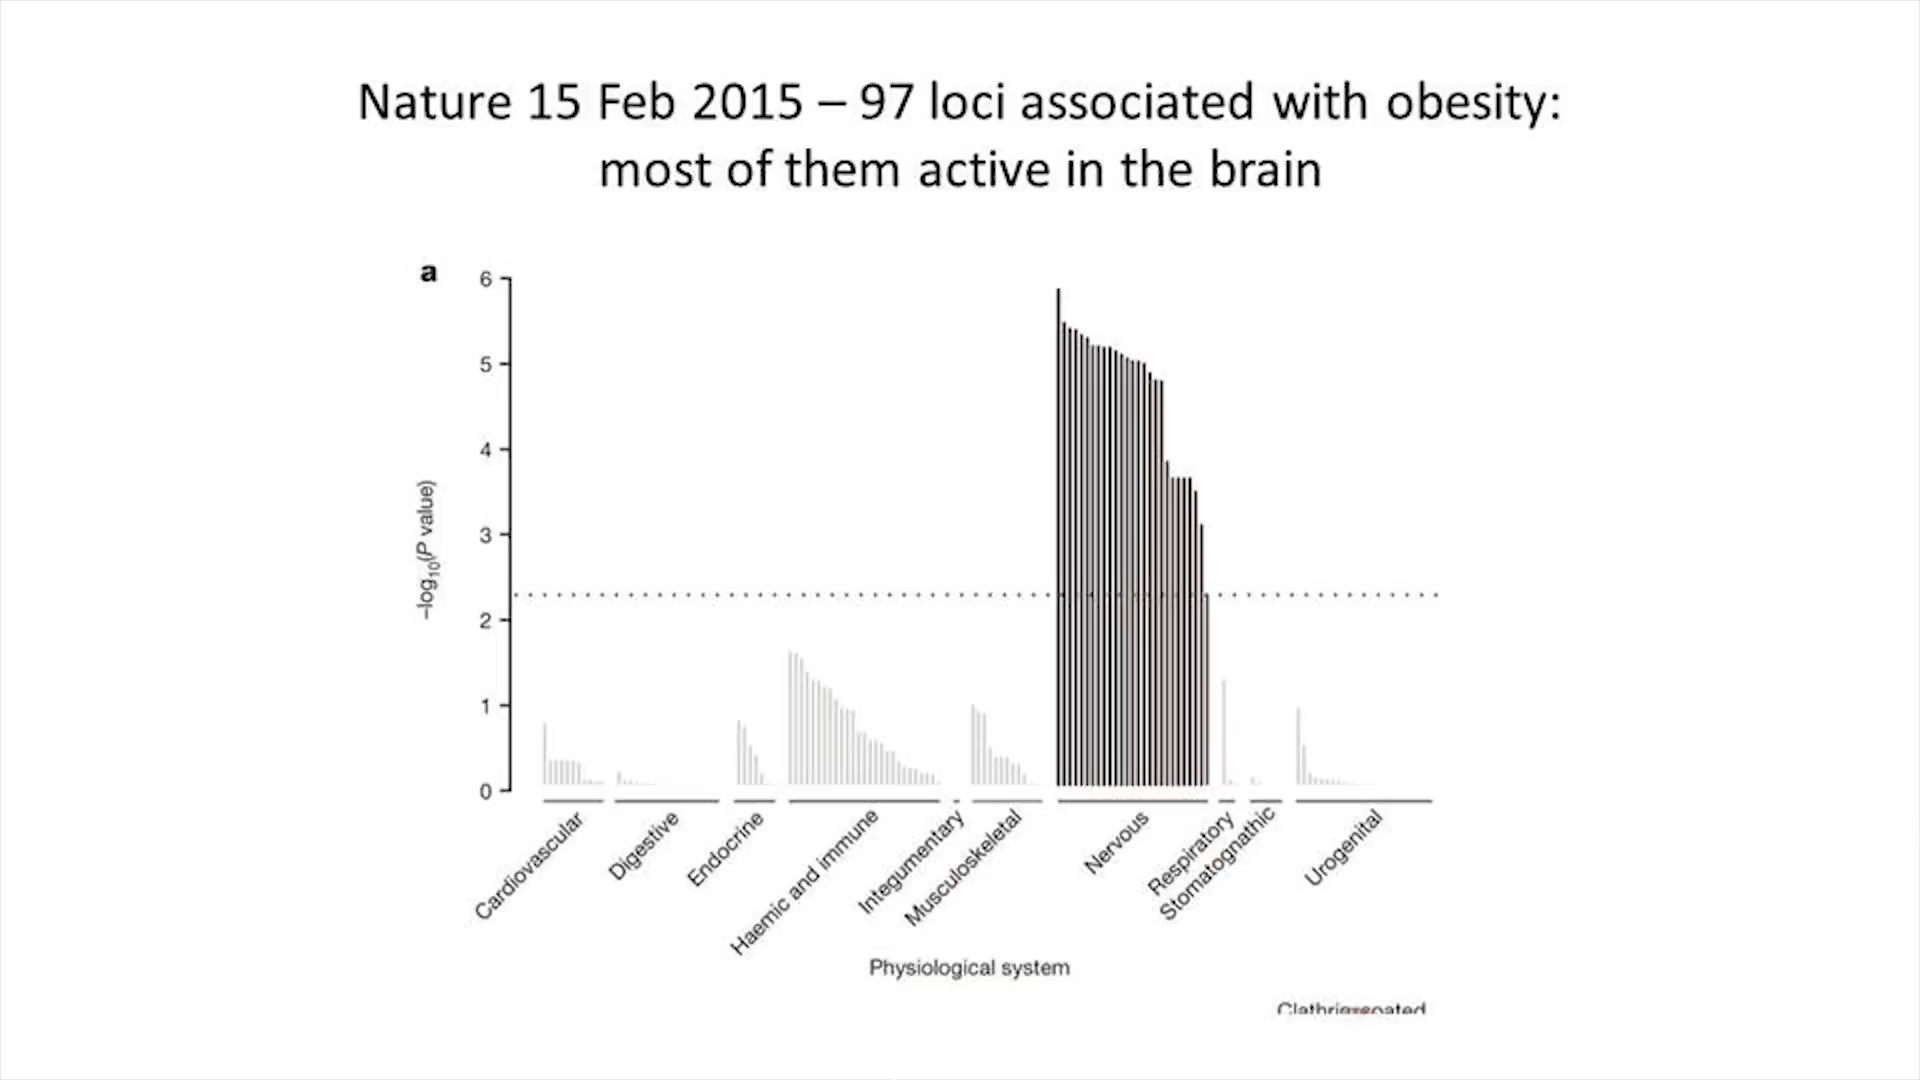 Nature 15 Feb 2015 – 97 loci associated with obesity:
most of them active in the brain
a
6
5
4
3
2
1
0
–log10(P value)
Cardiovascular
Digestive
Endocrine
Haemic and immune
Integumentary
Musculoskeletal
Nervous
Respiratory
Stomatognathic
Urogenital
Physiological system